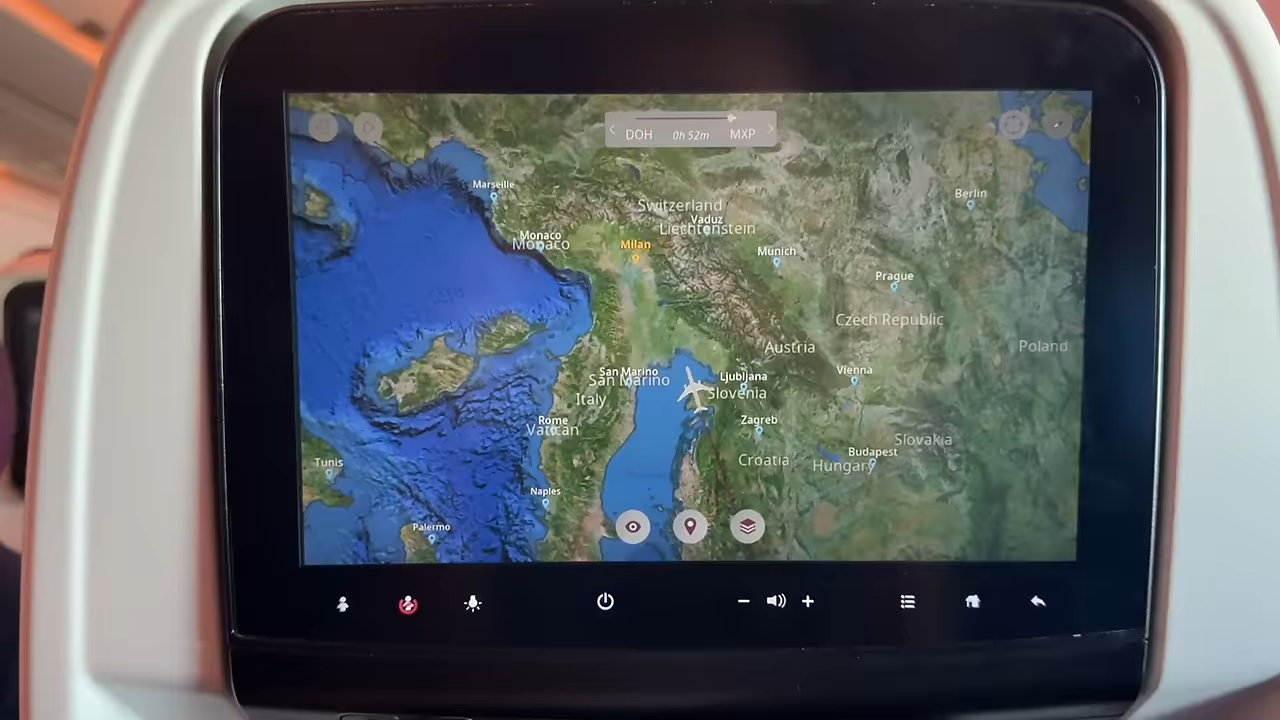 DOH 0h 52m MXP
Marseille
Berlin
Switzerland
Vaduz
Liechtenstein
Monaco
Monaco
Milan
Munich
Prague
Czech Republic
Poland
Austria
San Marino
San Marino
Ljubljana
Slovenia
Vienna
Italy
Rome
Vatican
Zagreb
Slovakia
Budapest
Croatia
Hungary
Tunis
Naples
Palermo